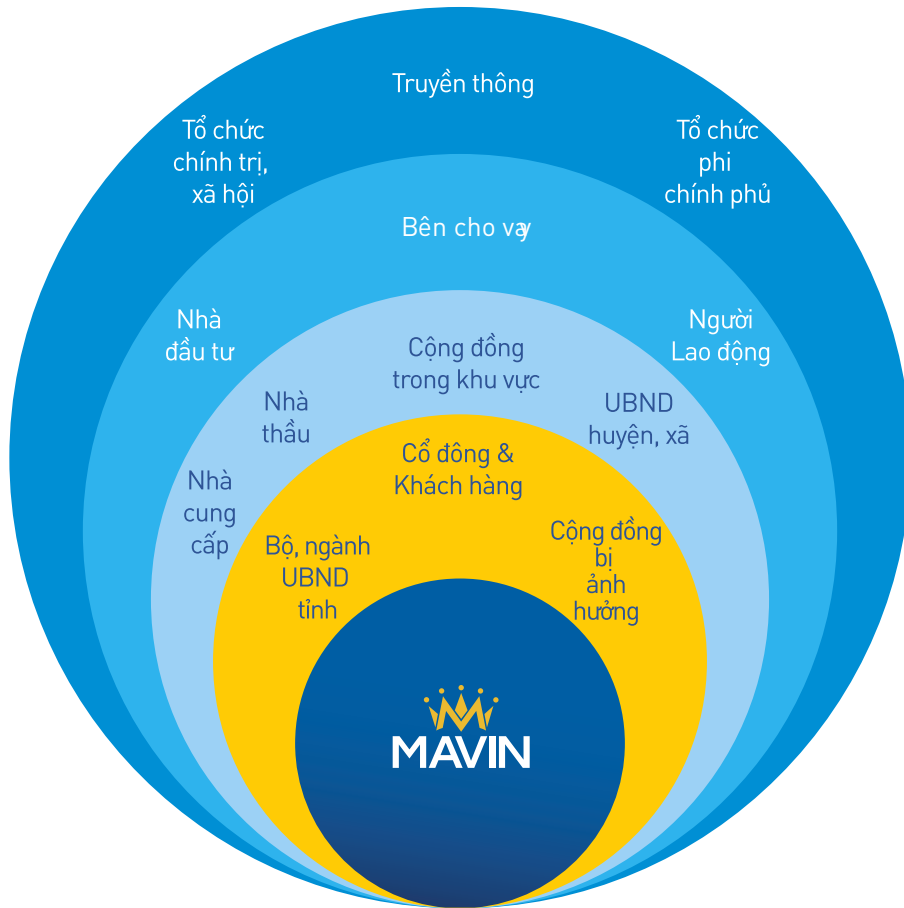 Truyền thông
Tổ chức
chính trị,
xã hội
Tổ chức
phi
chính phủ
Bên cho vay
Nhà
đầu tư
Người
Lao động
Cộng đồng
trong khu vực
Nhà
thầu
UBND
huyện, xã
Nhà
cung
cấp
Cổ đông &
Khách hàng
Bộ, ngành
UBND
tỉnh
Cộng đồng
bị
ảnh
hưởng
MAVIN